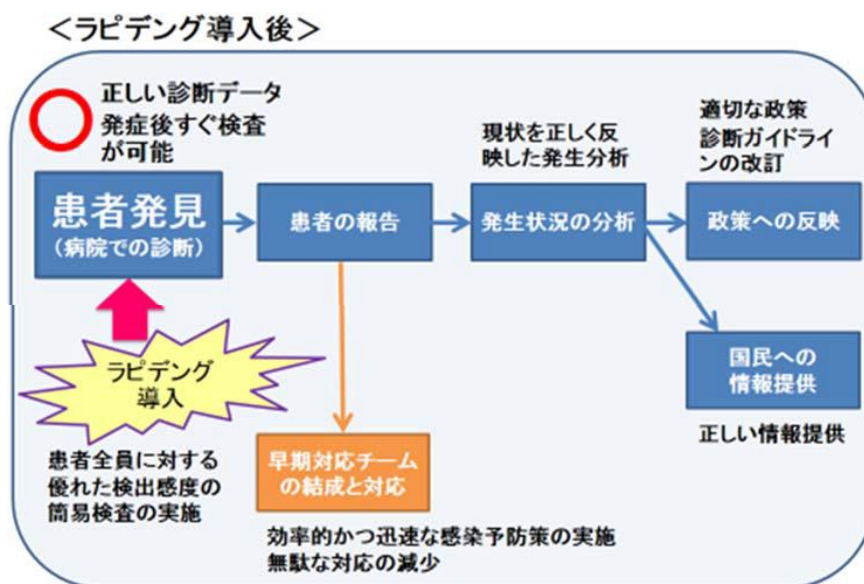 ＜ラピデング導入後＞
正しい診断データ
発症後すぐ検査
が可能
患者発見
（病院での診断）
患者の報告
現状を正しく反
映した発生分析
発生状況の分析
適切な政策
診断ガイドライ
ンの改訂
政策への反映
ラピデング
導入
患者全員に対する
優れた検出感度の
簡易検査の実施
早期対応チーム
の結成と対応
効率的かつ迅速な感染予防策の実施
無駄な対応の減少
国民への
情報提供
正しい情報提供